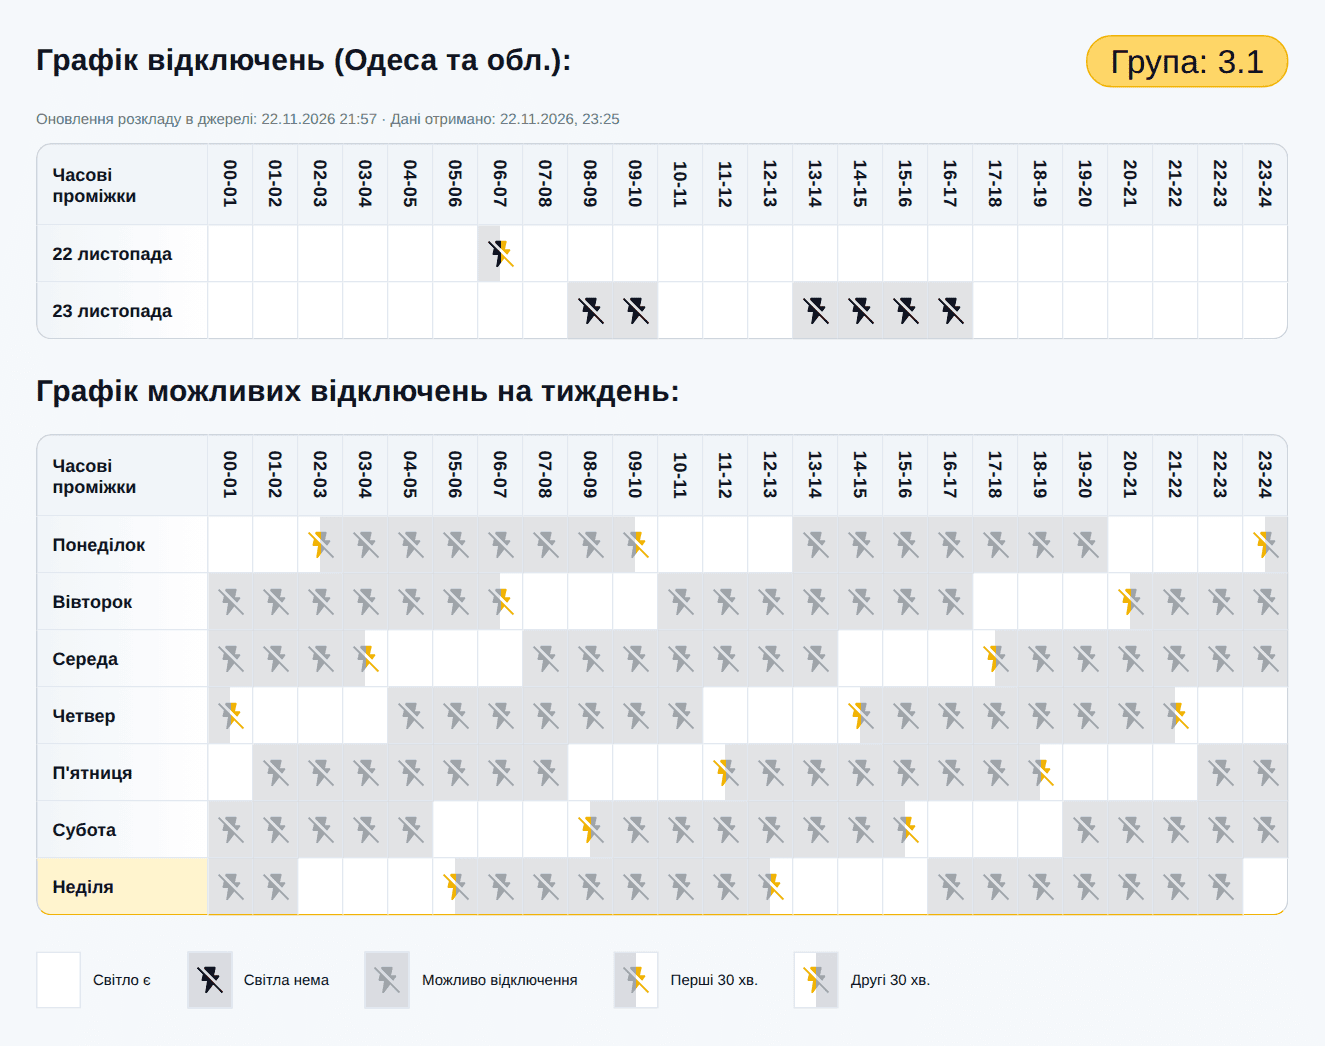 Графік відключень (Одеса та обл.):
Група: 3.1
Оновлення розкладу в джерелі: 22.11.2026 21:57 · Дані отримано: 22.11.2026, 23:25
Часові проміжки 00-01 01-02 02-03 03-04 04-05 05-06 06-07 07-08 08-09 09-10 10-11 11-12 12-13 13-14 14-15 15-16 16-17 17-18 18-19 19-20 20-21 21-22 22-23 23-24
22 листопада
23 листопада
Графік можливих відключень на тиждень:
Часові проміжки 00-01 01-02 02-03 03-04 04-05 05-06 06-07 07-08 08-09 09-10 10-11 11-12 12-13 13-14 14-15 15-16 16-17 17-18 18-19 19-20 20-21 21-22 22-23 23-24
Понеділок
Вівторок
Середа
Четвер
П'ятниця
Субота
Неділя
Світло є Світла нема Можливо відключення Перші 30 хв. Другі 30 хв.